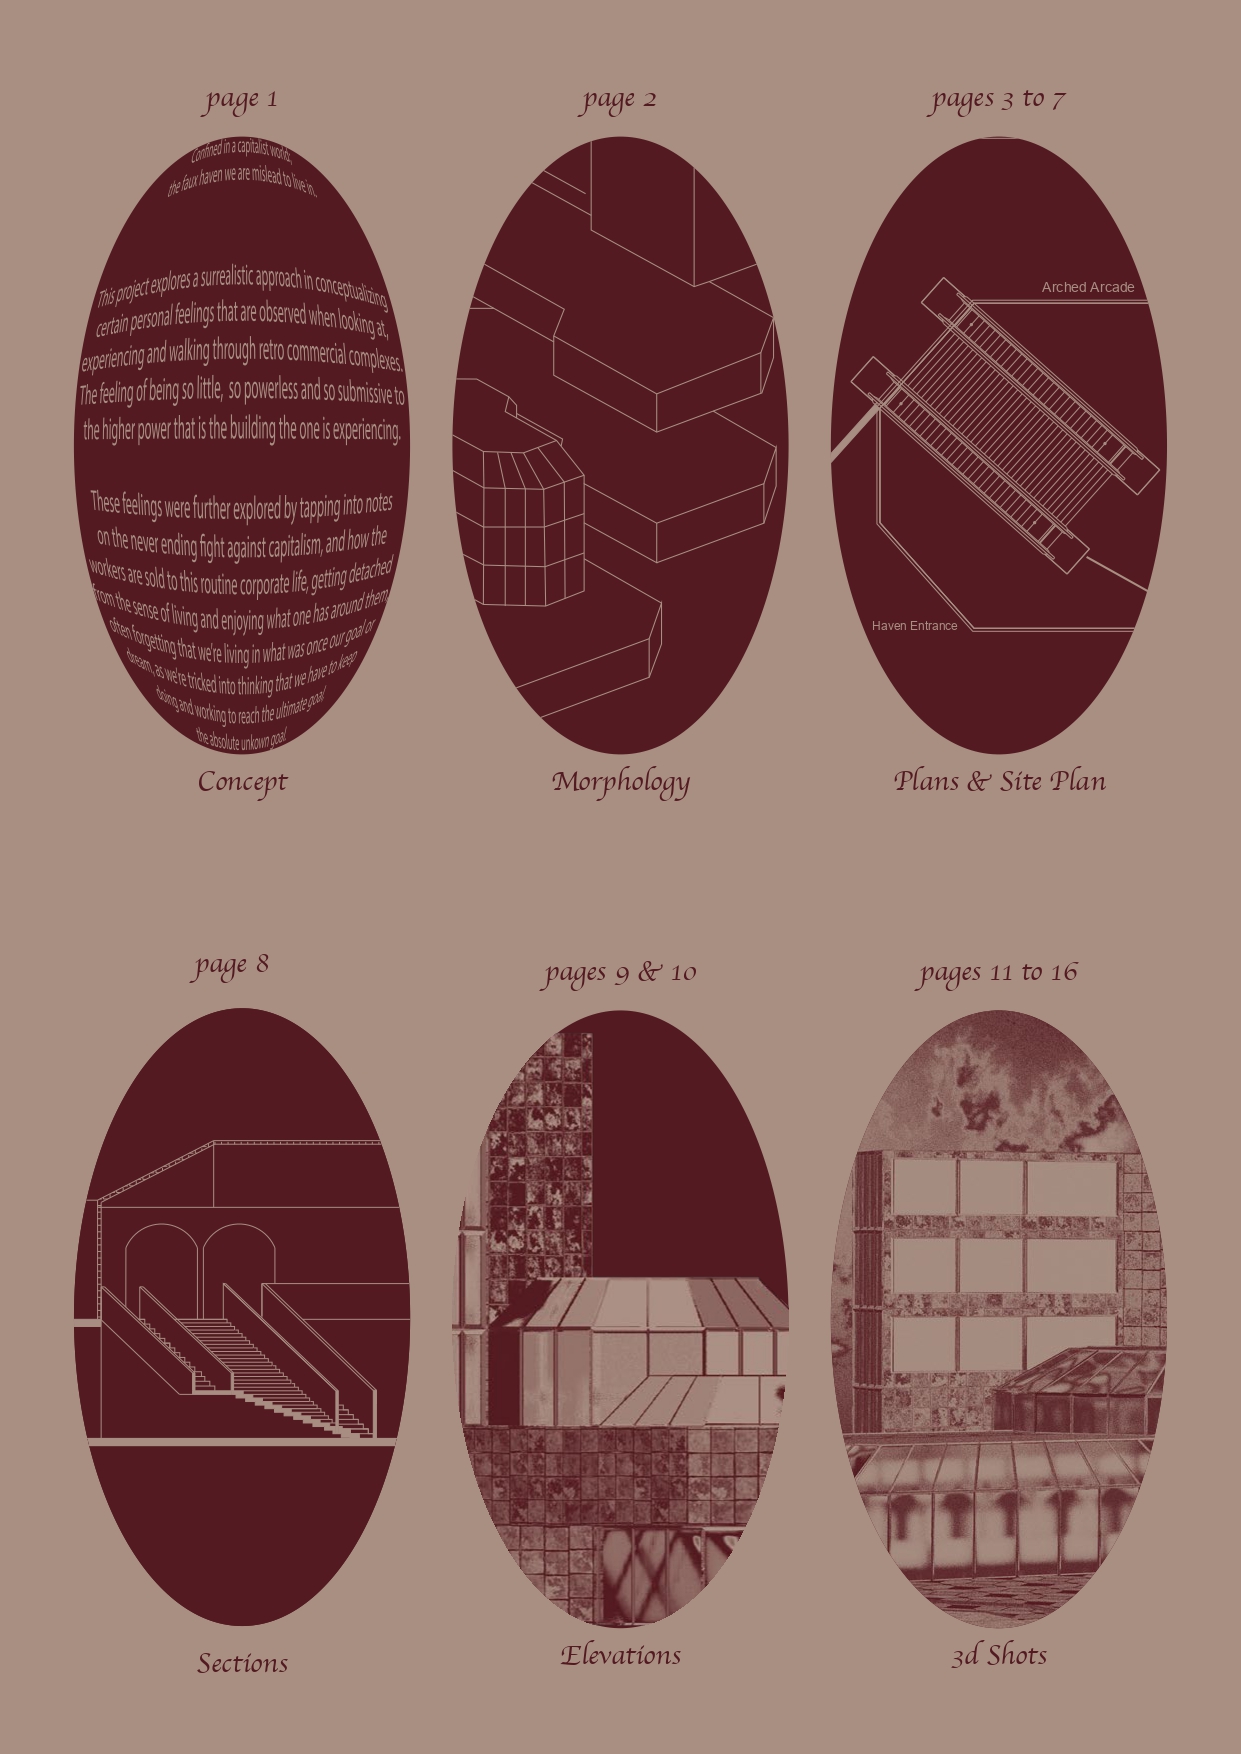 page 1
Confined in a capitalist world;
the faux haven we are mislead to live in.
This project explores a surrealistic approach in conceptualizing
certain personal feelings that are observed when looking at,
experiencing and walking through retro commercial complexes.
The feeling of being so little, so powerless and so submissive to
the higher power that is the building the one is experiencing.
These feelings were further explored by tapping into notes
on the never ending fight against capitalism, and how the
workers are sold to this routine corporate life, getting detached
from the sense of living and enjoying what one has around them
often forgetting that we're living in what was once our goal or
dream, as we're tricked into thinking that we have to keep
doing and working to reach the ultimate goal
the absolute unkown goal
Concept
page 2
Morphology
pages 3 to 7
Arched Arcade
Haven Entrance
Plans & Site Plan
page 8
Sections
pages 9 & 10
Elevations
pages 11 to 16
3d Shots